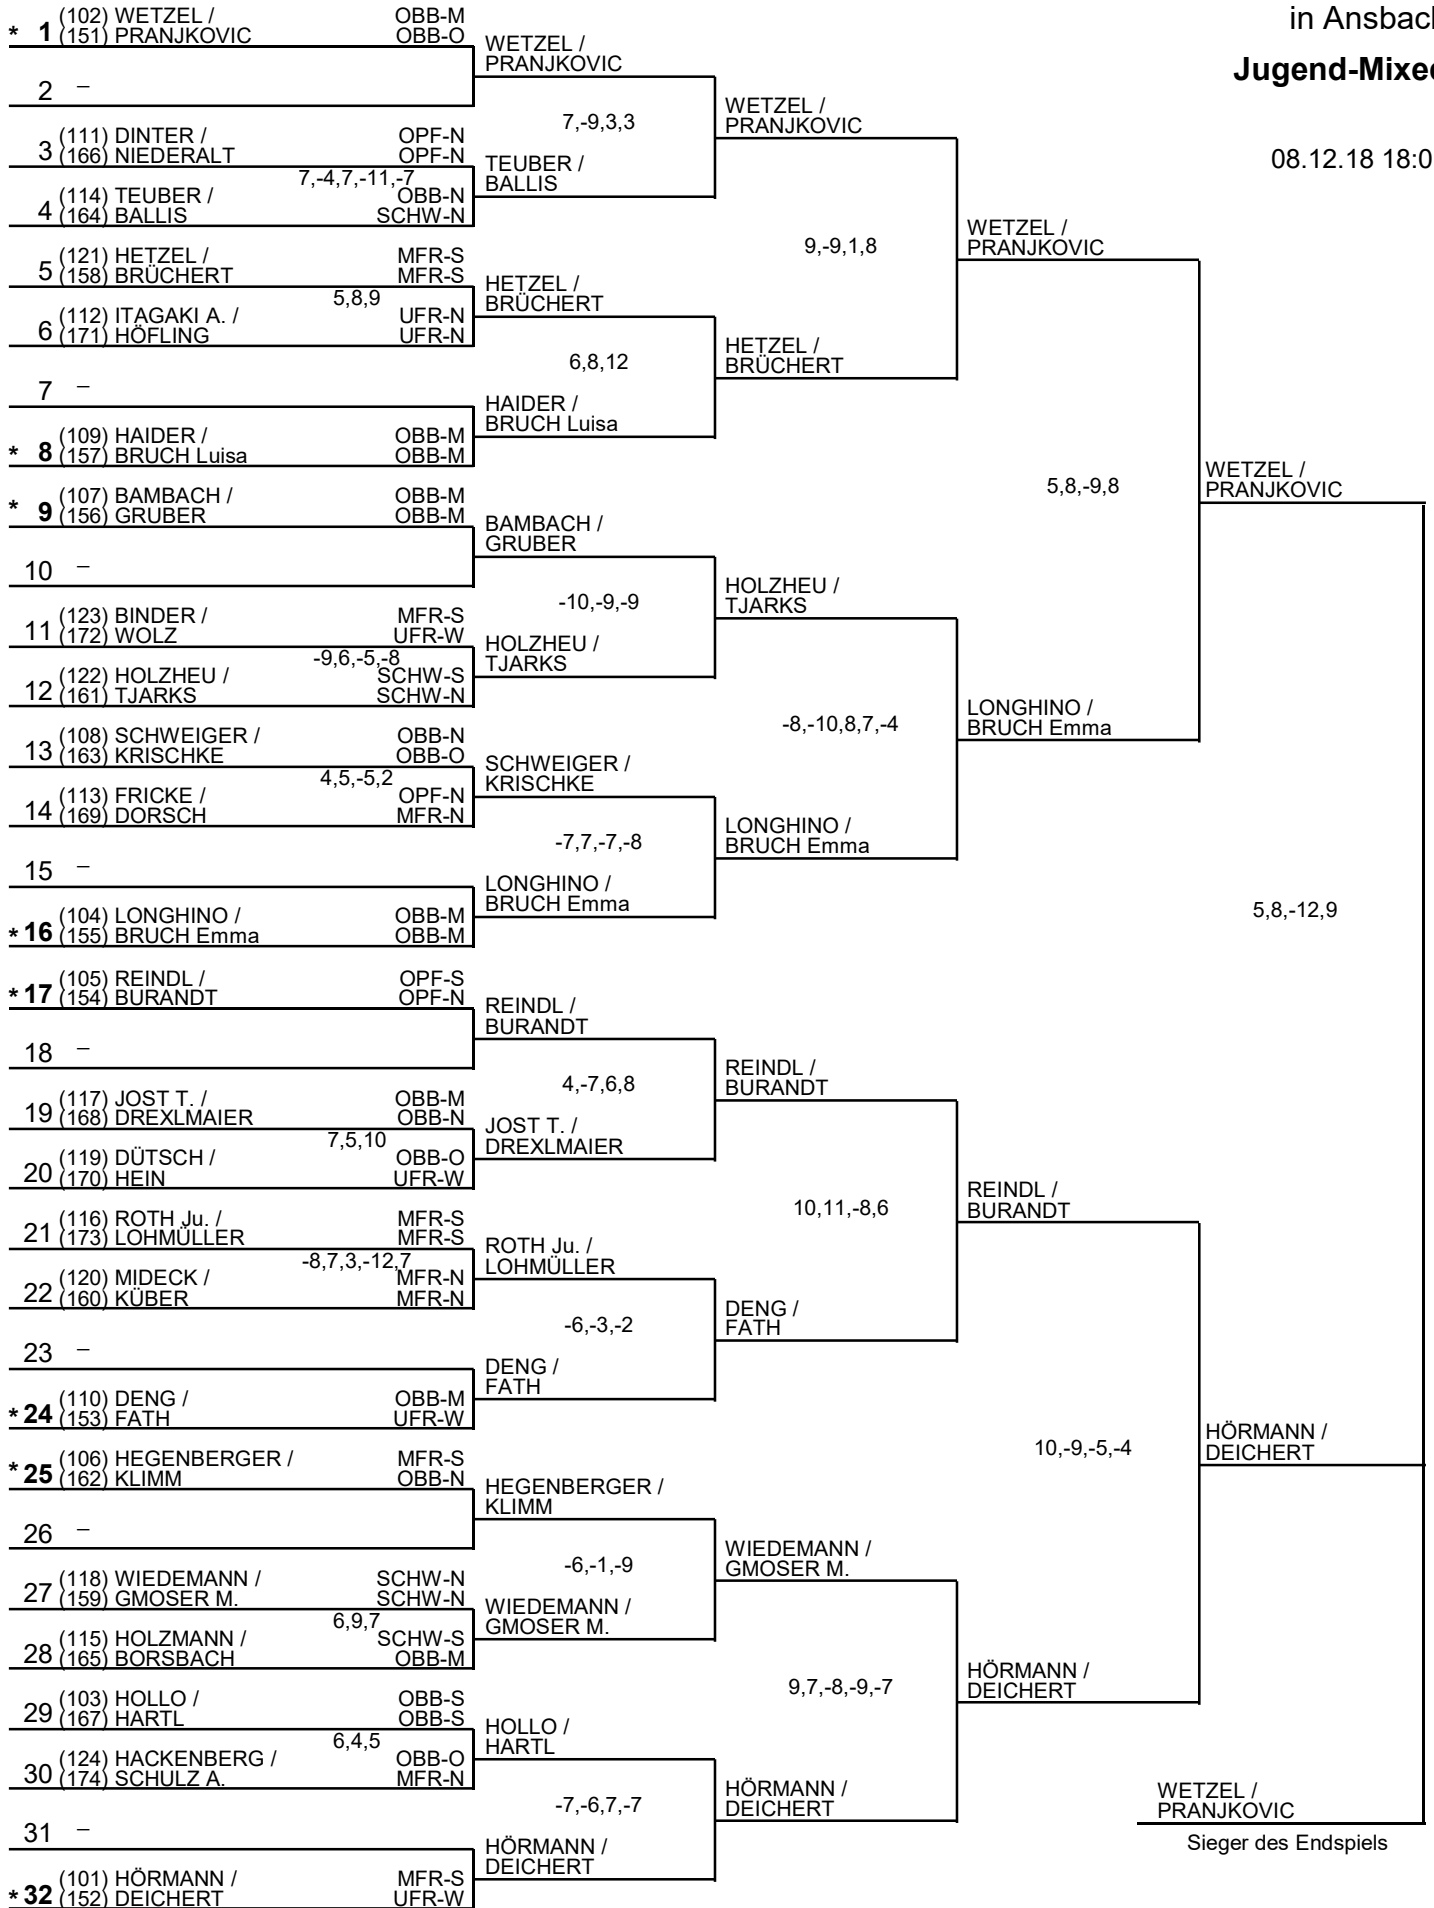 in Ansbach
Jugend-Mixed
08.12.18 18:0
(102) WETZEL / OBB-M
* 1 (151) PRANJKOVIC OBB-O
WETZEL /
PRANJKOVIC
2 –
7,-9,3,3
WETZEL /
PRANJKOVIC
(111) DINTER / OPF-N
3 (166) NIEDERALT OPF-N
7,-4,7,-11,-7
TEUBER /
BALLIS
(114) TEUBER / OBB-N
4 (164) BALLIS SCHW-N
9,-9,1,8
WETZEL /
PRANJKOVIC
(121) HETZEL / MFR-S
5 (158) BRÜCHERT MFR-S
5,8,9
HETZEL /
BRÜCHERT
(112) ITAGAKI A. / UFR-N
6 (171) HÖFLING UFR-N
6,8,12
HETZEL /
BRÜCHERT
7 –
HAIDER /
BRUCH Luisa
(109) HAIDER / OBB-M
* 8 (157) BRUCH Luisa OBB-M
5,8,-9,8
WETZEL /
PRANJKOVIC
(107) BAMBACH / OBB-M
* 9 (156) GRUBER OBB-M
BAMBACH /
GRUBER
10 –
-10,-9,-9
HOLZHEU /
TJARKS
(123) BINDER / MFR-S
11 (172) WOLZ UFR-W
-9,6,-5,-8
HOLZHEU /
TJARKS
(122) HOLZHEU / SCHW-S
12 (161) TJARKS SCHW-N
-8,-10,8,7,-4
LONGHINO /
BRUCH Emma
(108) SCHWEIGER / OBB-N
13 (163) KRISCHKE OBB-O
4,5,-5,2
SCHWEIGER /
KRISCHKE
(113) FRICKE / OPF-N
14 (169) DORSCH MFR-N
-7,7,-7,-8
LONGHINO /
BRUCH Emma
15 –
LONGHINO /
BRUCH Emma
(104) LONGHINO / OBB-M
* 16 (155) BRUCH Emma OBB-M
5,8,-12,9
(105) REINDL / OPF-S
* 17 (154) BURANDT OPF-N
REINDL /
BURANDT
18 –
4,-7,6,8
REINDL /
BURANDT
(117) JOST T. / OBB-M
19 (168) DREXLMAIER OBB-N
7,5,10
JOST T. /
DREXLMAIER
(119) DÜTSCH / OBB-O
20 (170) HEIN UFR-W
10,11,-8,6
REINDL /
BURANDT
(116) ROTH Ju. / MFR-S
21 (173) LOHMÜLLER MFR-S
-8,7,3,-12,7
ROTH Ju. /
LOHMÜLLER
(120) MIDECK / MFR-N
22 (160) KÜBER MFR-N
-6,-3,-2
DENG /
FATH
23 –
DENG /
FATH
(110) DENG / OBB-M
* 24 (153) FATH UFR-W
10,-9,-5,-4
HÖRMANN /
DEICHERT
(106) HEGENBERGER / MFR-S
* 25 (162) KLIMM OBB-N
HEGENBERGER /
KLIMM
26 –
-6,-1,-9
WIEDEMANN /
GMOSER M.
(118) WIEDEMANN / SCHW-N
27 (159) GMOSER M. SCHW-N
6,9,7
WIEDEMANN /
GMOSER M.
(115) HOLZMANN / SCHW-S
28 (165) BORSBACH OBB-M
9,7,-8,-9,-7
HÖRMANN /
DEICHERT
(103) HOLLO / OBB-S
29 (167) HARTL OBB-S
6,4,5
HOLLO /
HARTL
(124) HACKENBERG / OBB-O
30 (174) SCHULZ A. MFR-N
-7,-6,7,-7
HÖRMANN /
DEICHERT
31 –
HÖRMANN /
DEICHERT
(101) HÖRMANN / MFR-S
* 32 (152) DEICHERT UFR-W
WETZEL /
PRANJKOVIC
Sieger des Endspiels